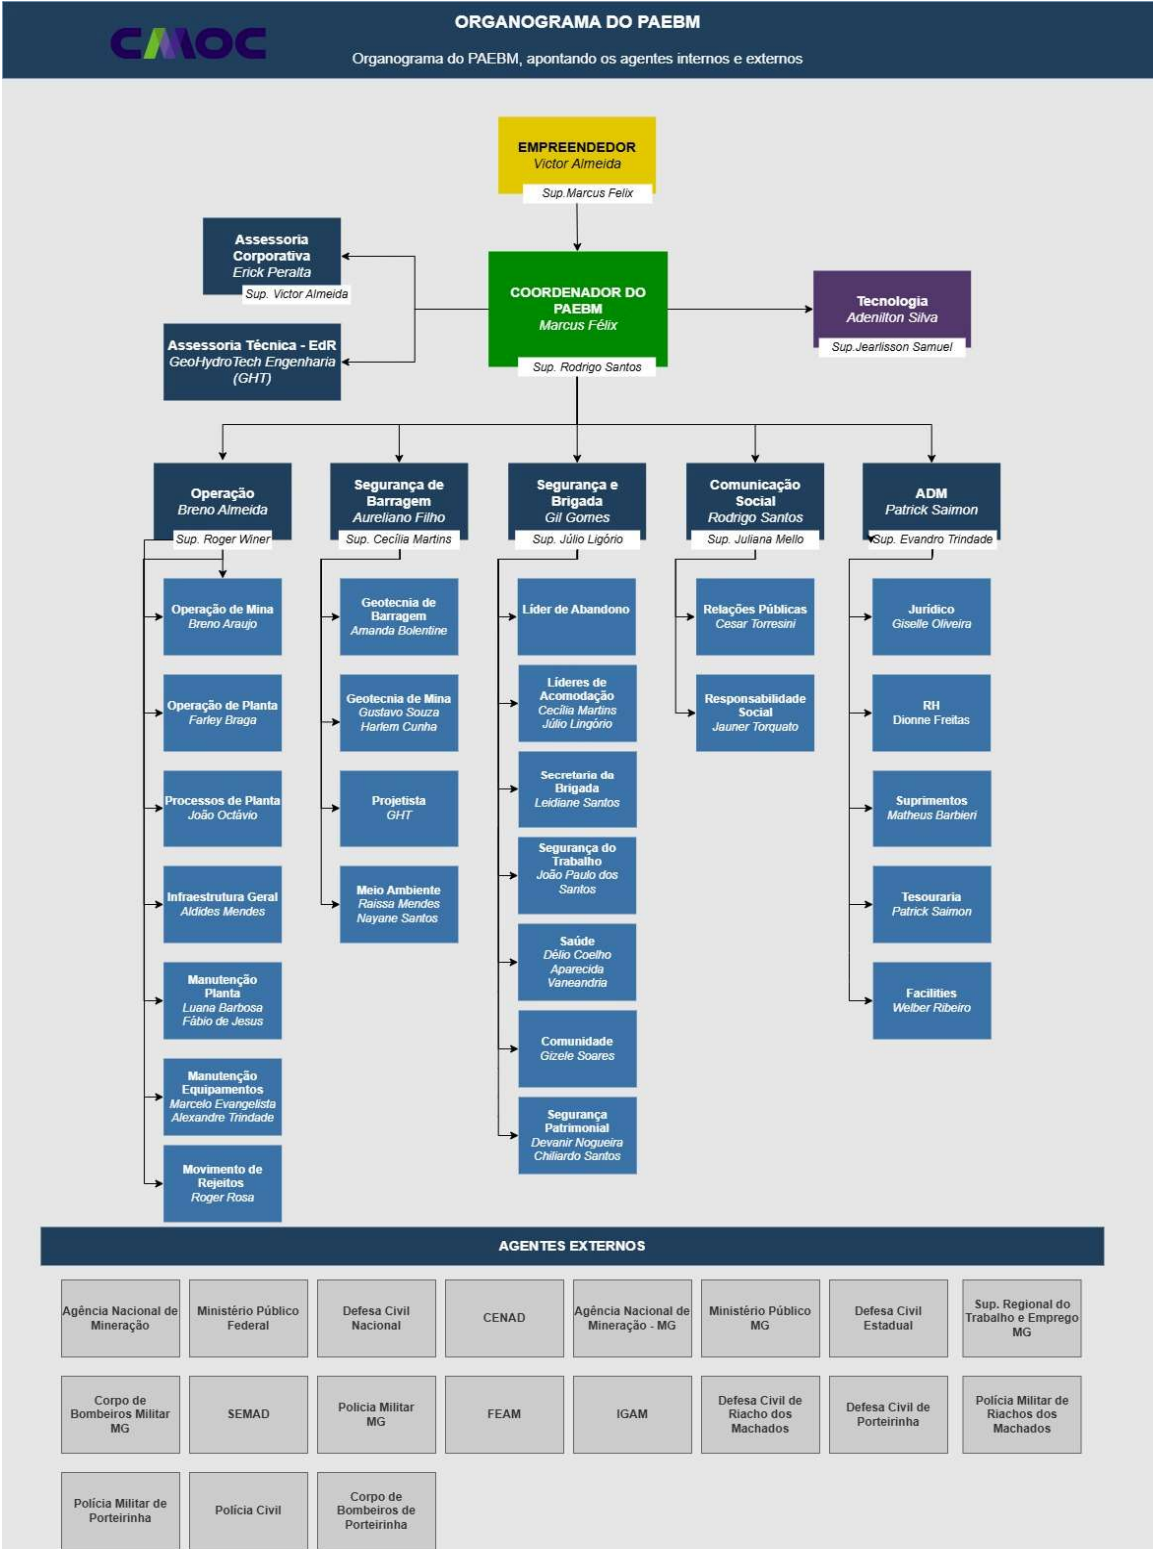 ORGANOGRAMA DO PAEBM
CMOC
Organograma do PAEBM, apontando os agentes internos e externos
EMPREENDEDOR
Victor Almeida
Sup.Marcus Felix
Assessoria
Corporativa
Erick Peralta
Sup. Victor Almeida
COORDENADOR DO
PAEBM
Marcus Félix
Sup. Rodrigo Santos
Tecnologia
Adenilton Silva
Sup.Jearlisson Samuel
Assessoria Técnica - EdR
GeoHydroTech Engenharia
(GHT)
Operação
Breno Almeida
Sup. Roger Winer
Segurança de
Barragem
Aureliano Filho
Sup. Cecília Martins
Segurança e
Brigada
Gil Gomes
Sup. Júlio Ligório
Comunicação
Social
Rodrigo Santos
Sup. Juliana Mello
ADM
Patrick Saimon
Sup. Evandro Trindade
Operação de Mina
Breno Araujo
Operação de Planta
Farley Braga
Processos de Planta
João Octávio
Infraestrutura Geral
Aldides Mendes
Manutenção
Planta
Luana Barbosa
Fábio de Jesus
Manutenção
Equipamentos
Marcelo Evangelista
Alexandre Trindade
Movimento de
Rejeitos
Roger Rosa
Geotecnia de
Barragem
Amanda Bolentine
Geotecnia de Mina
Gustavo Souza
Harlem Cunha
Projetista
GHT
Meio Ambiente
Raissa Mendes
Nayane Santos
Líder de Abandono
Líderes de
Acomodação
Cecília Martins
Júlio Lingório
Secretaria da
Brigada
Leidiane Santos
Segurança do
Trabalho
João Paulo dos
Santos
Saúde
Délio Coelho
Aparecida
Vaneandria
Comunidade
Gizele Soares
Segurança
Patrimonial
Devanir Nogueira
Chiliardo Santos
Relações Públicas
Cesar Torresini
Responsabilidade
Social
Jauner Torquato
Jurídico
Giselle Oliveira
RH
Dionne Freitas
Suprimentos
Matheus Barbieri
Tesouraria
Patrick Saimon
Facilities
Welber Ribeiro
AGENTES EXTERNOS
Agência Nacional de
Mineração
Ministério Público
Federal
Defesa Civil
Nacional
CENAD
Agência Nacional de
Mineração - MG
Ministério Público
MG
Defesa Civil
Estadual
Sup. Regional do
Trabalho e Emprego
MG
Corpo de
Bombeiros Militar
MG
SEMAD
Policia Militar
MG
FEAM
IGAM
Defesa Civil de
Riacho dos
Machados
Defesa Civil de
Porteirinha
Polícia Militar de
Riachos dos
Machados
Polícia Militar de
Porteirinha
Polícia Civil
Corpo de
Bombeiros de
Porteirinha